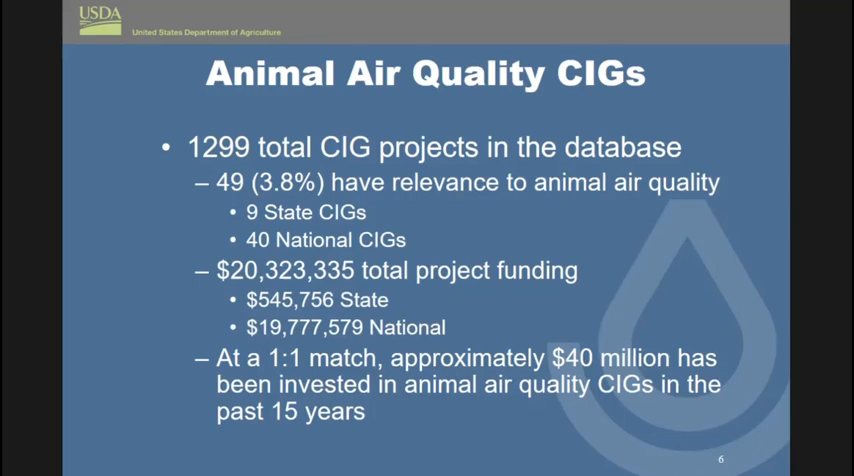 USDA
United States Department of Agriculture
Animal Air Quality CIGs
• 1299 total CIG projects in the database
– 49 (3.8%) have relevance to animal air quality
• 9 State CIGs
• 40 National CIGs
– $20,323,335 total project funding
• $545,756 State
• $19,777,579 National
– At a 1:1 match, approximately $40 million has
been invested in animal air quality CIGs in the
past 15 years
6